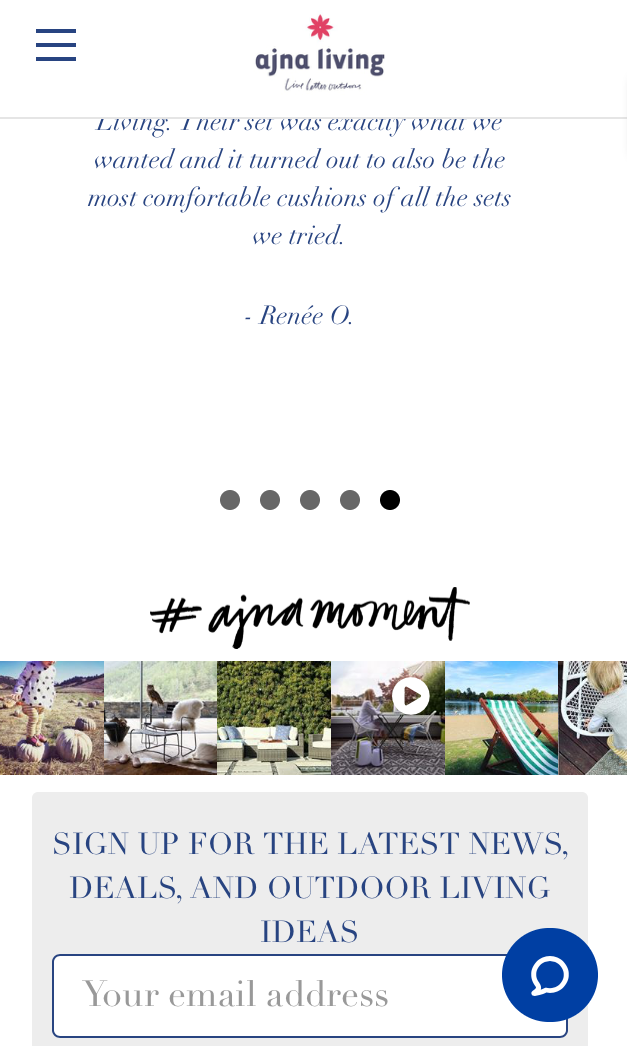 ajna living
Live better outdoors
Living. Their set was exactly what we
wanted and it turned out to also be the
most comfortable cushions of all the sets
we tried.
- Renée O.
#ajnamoment
SIGN UP FOR THE LATEST NEWS,
DEALS, AND OUTDOOR LIVING
IDEAS
Your email address